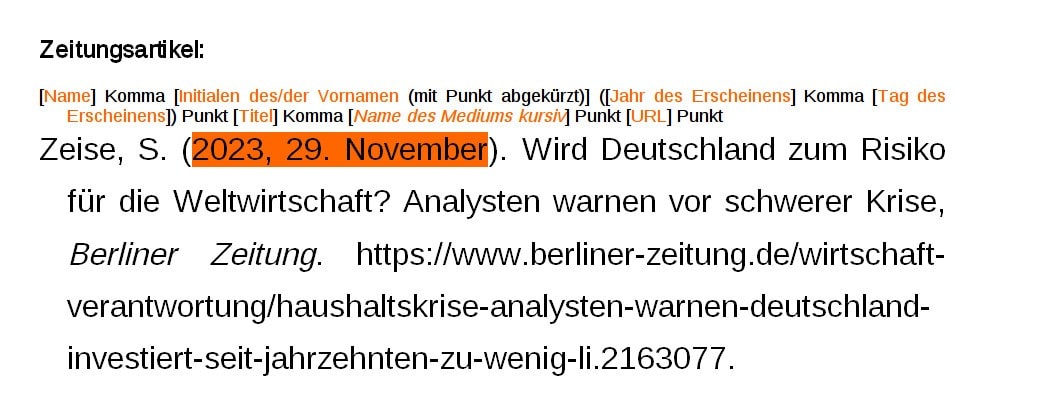 Zeitungsartikel:
[Name] Komma [Initialen des/der Vornamen (mit Punkt abgekürzt)] ([Jahr des Erscheinens] Komma [Tag des
Erscheinens]) Punkt [Titel] Komma [Name des Mediums kursiv] Punkt [URL] Punkt
Zeise, S. (2023, 29. November). Wird Deutschland zum Risiko
für die Weltwirtschaft? Analysten warnen vor schwerer Krise,
Berliner Zeitung. https://www.berliner-zeitung.de/wirtschaft-
verantwortung/haushaltskrise-analysten-warnen-deutschland-
investiert-seit-jahrzehnten-zu-wenig-li.2163077.